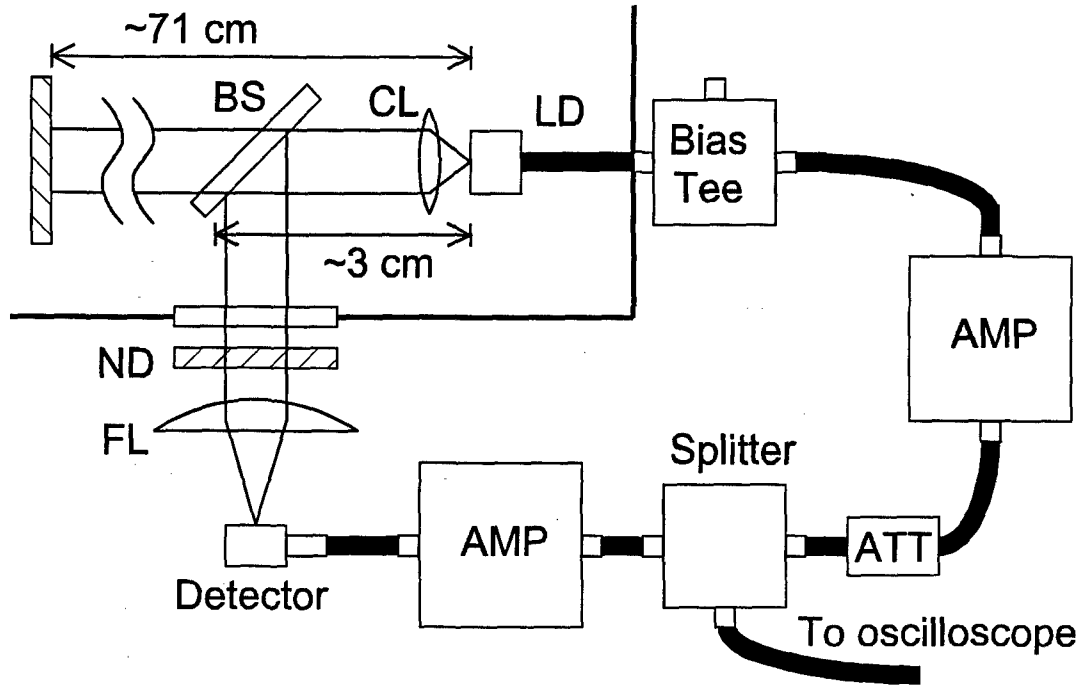 ~71 cm
BS
CL
LD
Bias
Tee
~3 cm
AMP
ND
FL
Splitter
AMP
ATT
Detector
To oscilloscope